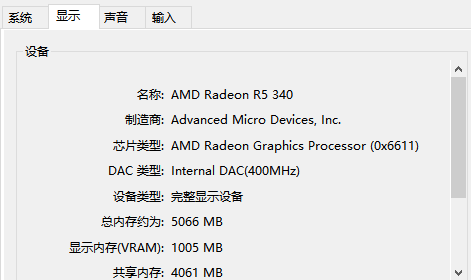 系统 显示 声音 输入
设备
名称: AMD Radeon R5 340
制造商: Advanced Micro Devices, Inc.
芯片类型: AMD Radeon Graphics Processor (0x6611)
DAC 类型: Internal DAC(400MHz)
设备类型: 完整显示设备
总内存约为: 5066 MB
显示内存(VRAM): 1005 MB
共享内存: 4061 MB